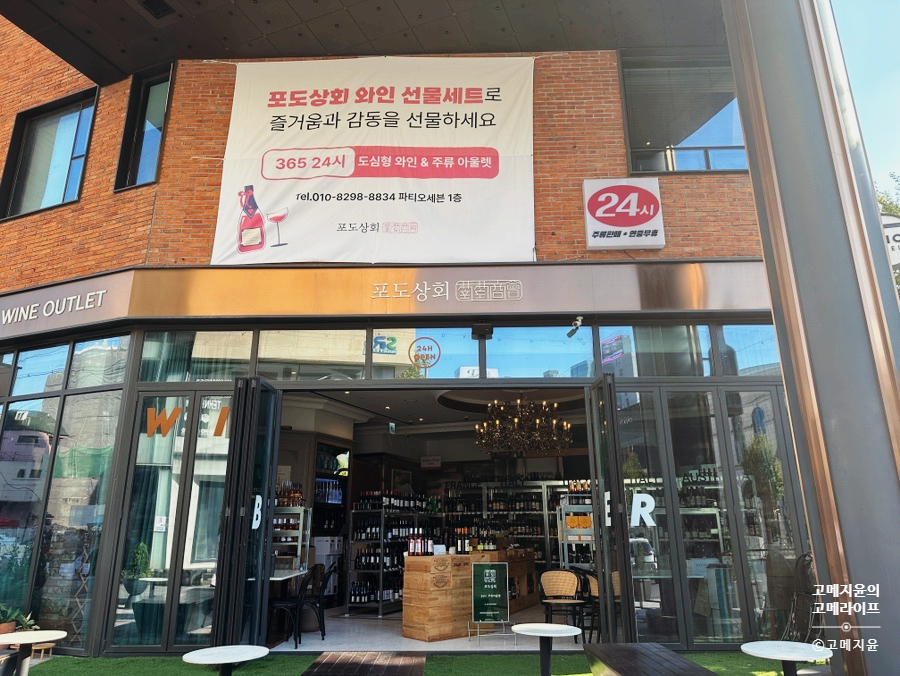 포도상회 와인 선물세트로
즐거움과 감동을 선물하세요
365 24시 도심형 와인 & 주류 아울렛
Tel.010-8298-8834 파티오세븐 1층
포도상회
24시
주류판매 • 연중무휴
WINE OUTLET
포도상회
24H
OPEN
W I
B
E R
포도상회
고메지윤의
고메라이프
©고메지윤